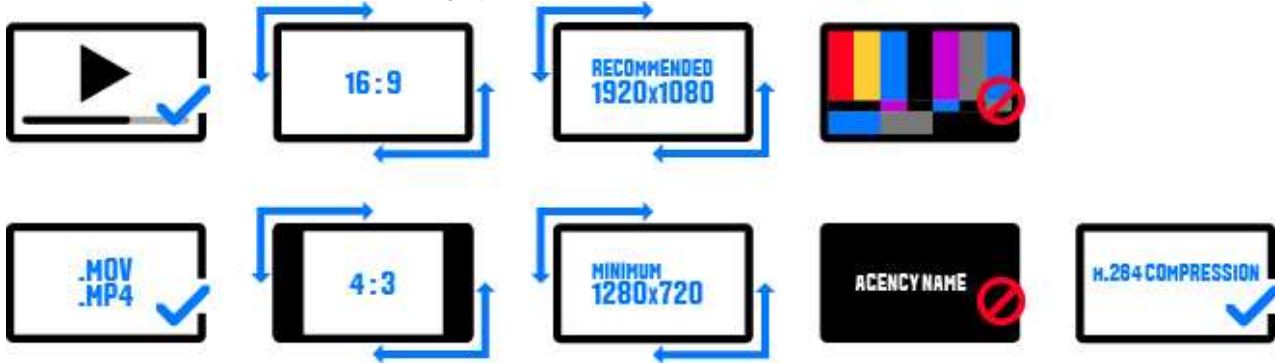 16:9
RECOMMENDED
1920x1080
.MOV
.MP4
4:3
MINIMUM
1280x720
ACENCY NAME
H.264 COMPRESSION